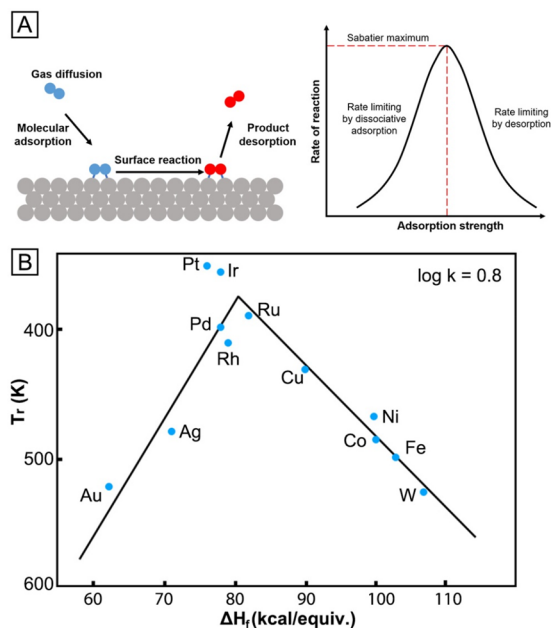 A
Gas diffusion
Molecular
adsorption
Surface reaction
Product
desorption
Sabatier maximum
Rate limiting
by dissociative
adsorption
Rate limiting
by desorption
Rate of reaction
Adsorption strength
B
log k = 0.8
Pt
Ir
Ru
Pd
Rh
Cu
Ag
Ni
Co
Fe
Au
W
400
500
600
Tr (K)
60
70
80
90
100
110
ΔHf (kcal/equiv.)